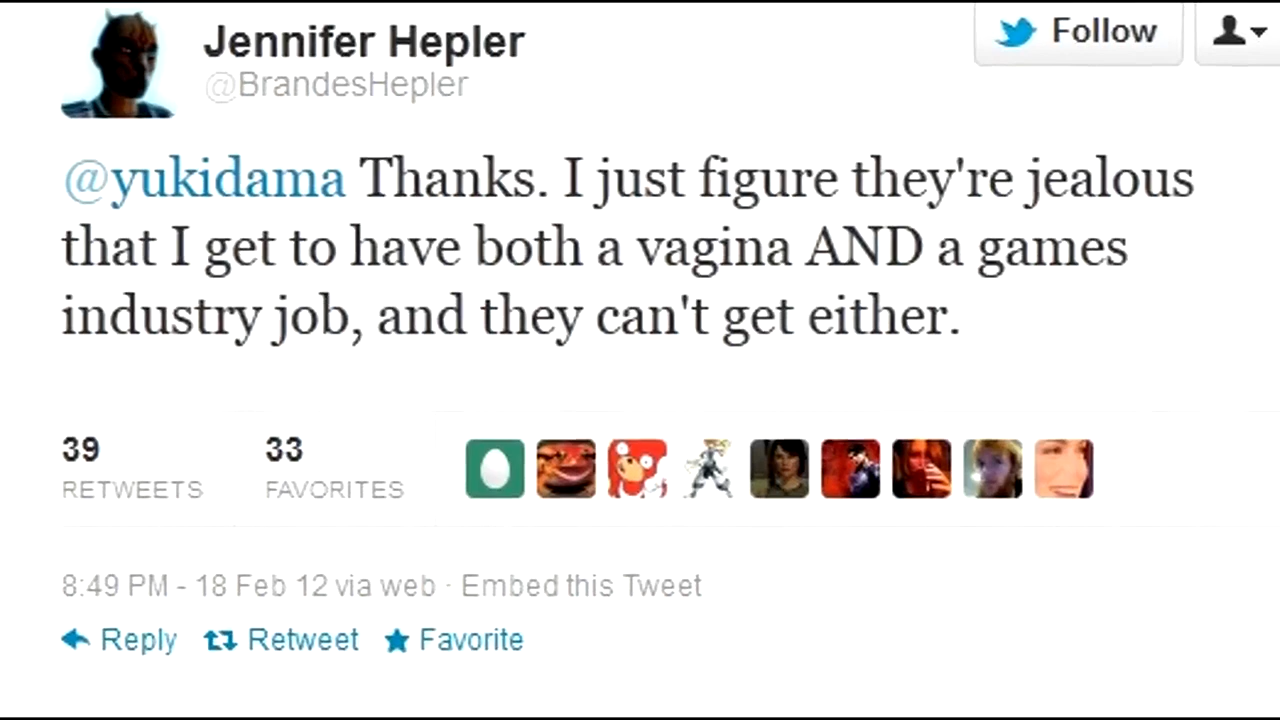 Jennifer Hepler
@BrandesHepler
Follow
@yukidama Thanks. I just figure they're jealous
that I get to have both a vagina AND a games
industry job, and they can't get either.
39
RETWEETS
33
FAVORITES
8:49 PM - 18 Feb 12 via web · Embed this Tweet
Reply Retweet Favorite